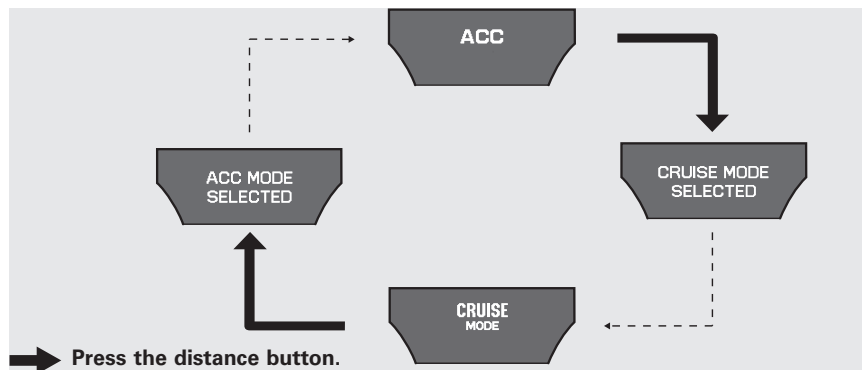 ACC
ACC MODE
SELECTED
CRUISE MODE
SELECTED
CRUISE
MODE
Press the distance button.